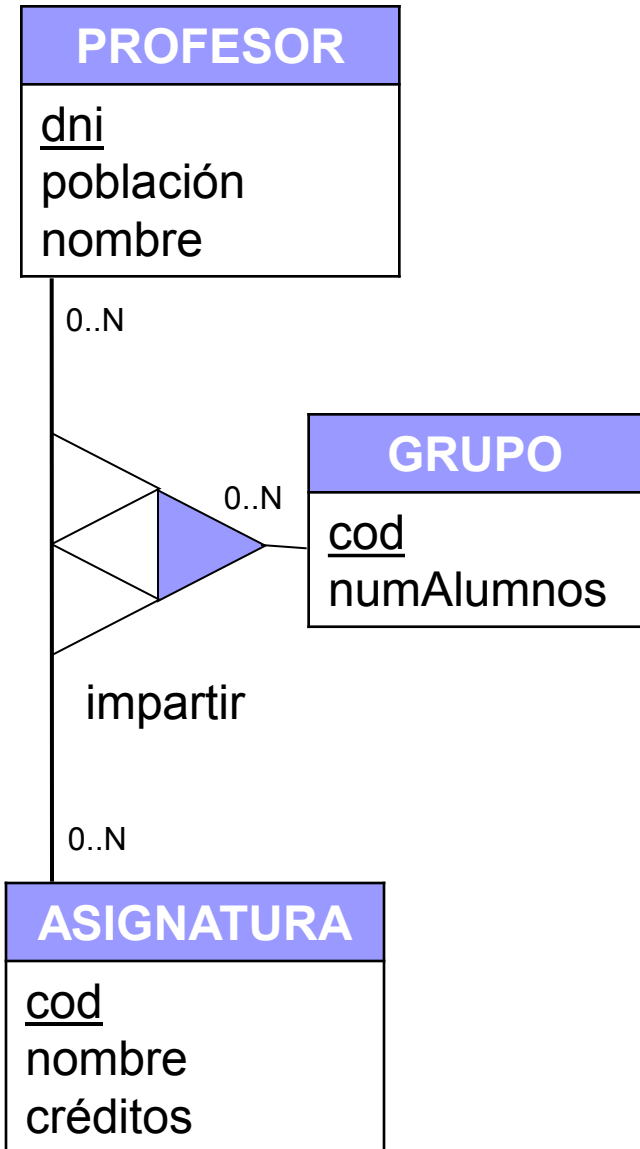 PROFESOR
dni
población
nombre
0..N
GRUPO
0..N
cod
numAlumnos
impartir
0..N
ASIGNATURA
cod
nombre
créditos